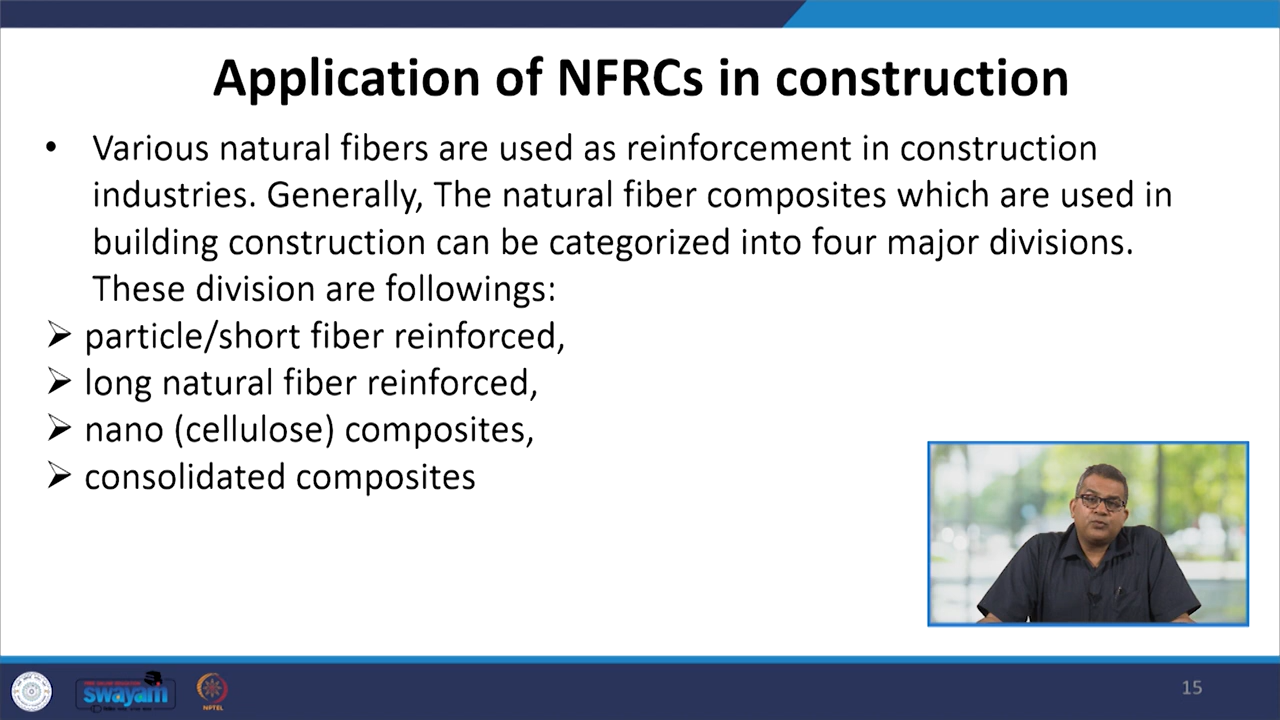 Application of NFRCs in construction
• Various natural fibers are used as reinforcement in construction
industries. Generally, The natural fiber composites which are used in
building construction can be categorized into four major divisions.
These division are followings:
➢ particle/short fiber reinforced,
➢ long natural fiber reinforced,
➢ nano (cellulose) composites,
➢ consolidated composites
swayam
NPTEL
15